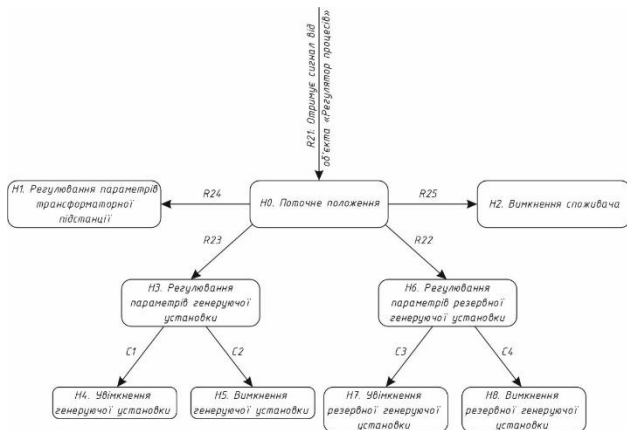 R21: Отримує сигнал від
об'єкта «Регулятор процесів»
H1. Регулювання параметрів
трансформаторної
підстанції
R24
H0. Поточне положення
R25
H2. Вимкнення споживача
R23
R22
H3. Регулювання
параметрів генеруючої
установки
H6. Регулювання
параметрів резервної
генеруючої установки
C1
C2
C3
C4
H4. Увімкнення
генеруючої установки
H5. Вимкнення
генеруючої установки
H7. Увімкнення
резервної генеруючої
установки
H8. Вимкнення
резервної генеруючої
установки